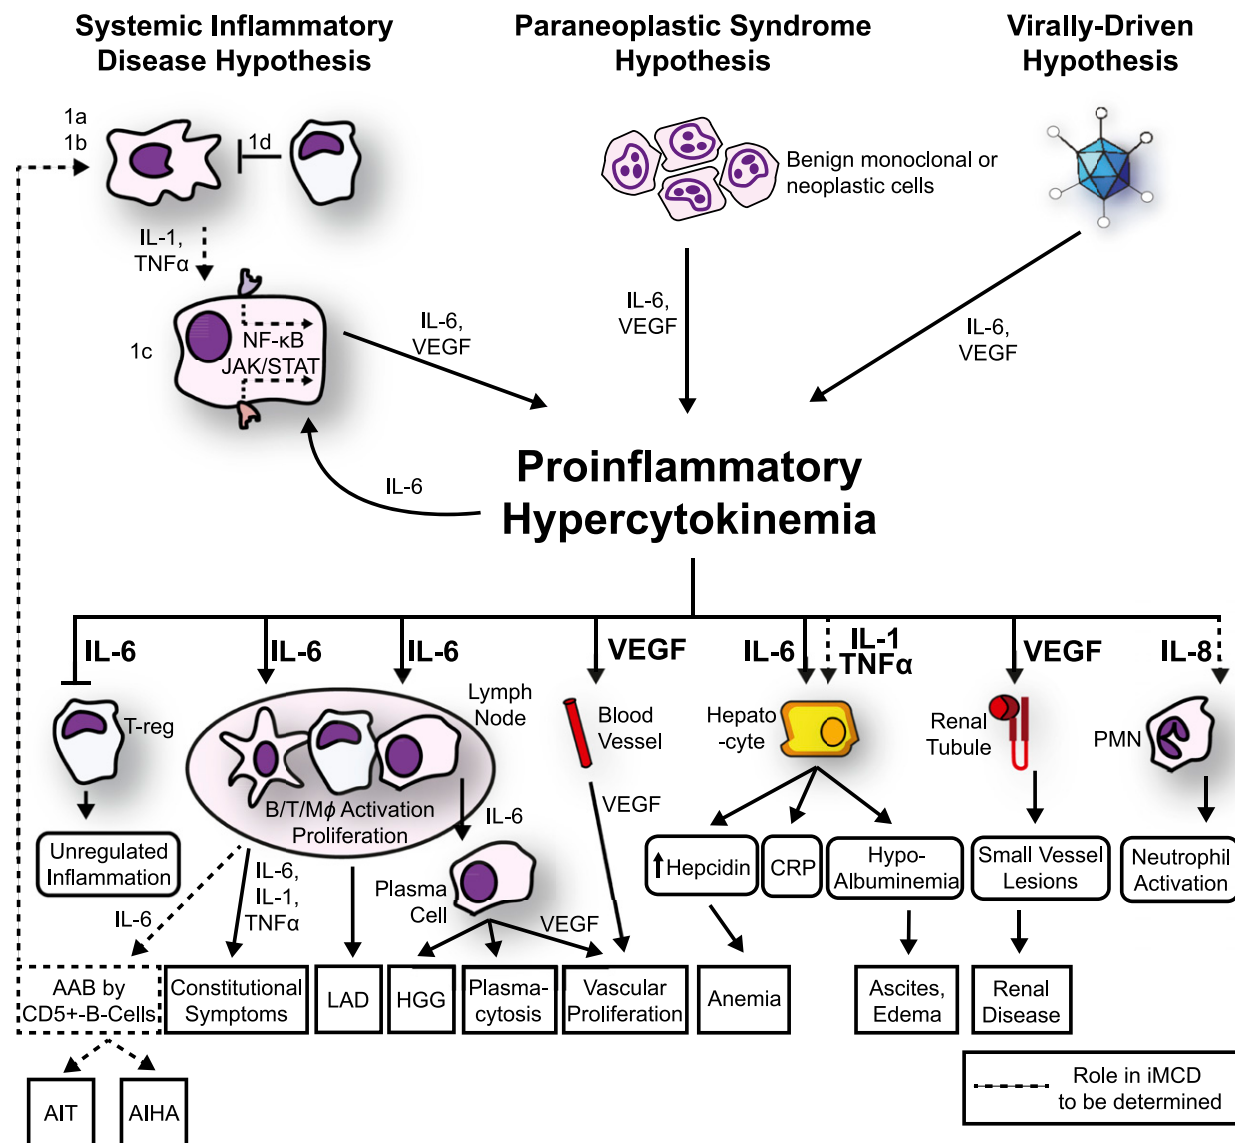 Systemic Inflammatory
Disease Hypothesis
Paraneoplastic Syndrome
Hypothesis
Virally-Driven
Hypothesis
1a
1b
1d
Benign monoclonal or
neoplastic cells
IL-1,
TNFα
1c
NF-κB
JAK/STAT
IL-6,
VEGF
IL-6,
VEGF
IL-6,
VEGF
Proinflammatory
Hypercytokinemia
IL-6
IL-6
IL-6
IL-6
VEGF
IL-6
IL-1
TNFα
VEGF
IL-8
T-reg
Lymph
Node
B/T/Mϕ Activation
Proliferation
Blood
Vessel
Hepato
-cyte
Renal
Tubule
PMN
IL-6
VEGF
Unregulated
Inflammation
IL-6
IL-6,
IL-1,
TNFα
Plasma
Cell
VEGF
Hepcidin
CRP
Hypo-
Albuminemia
Small Vessel
Lesions
Neutrophil
Activation
AAB by
CD5+-B-Cells
Constitutional
Symptoms
LAD
HGG
Plasma-
cytosis
Vascular
Proliferation
Anemia
Ascites,
Edema
Renal
Disease
AIT
AIHA
Role in iMCD
to be determined